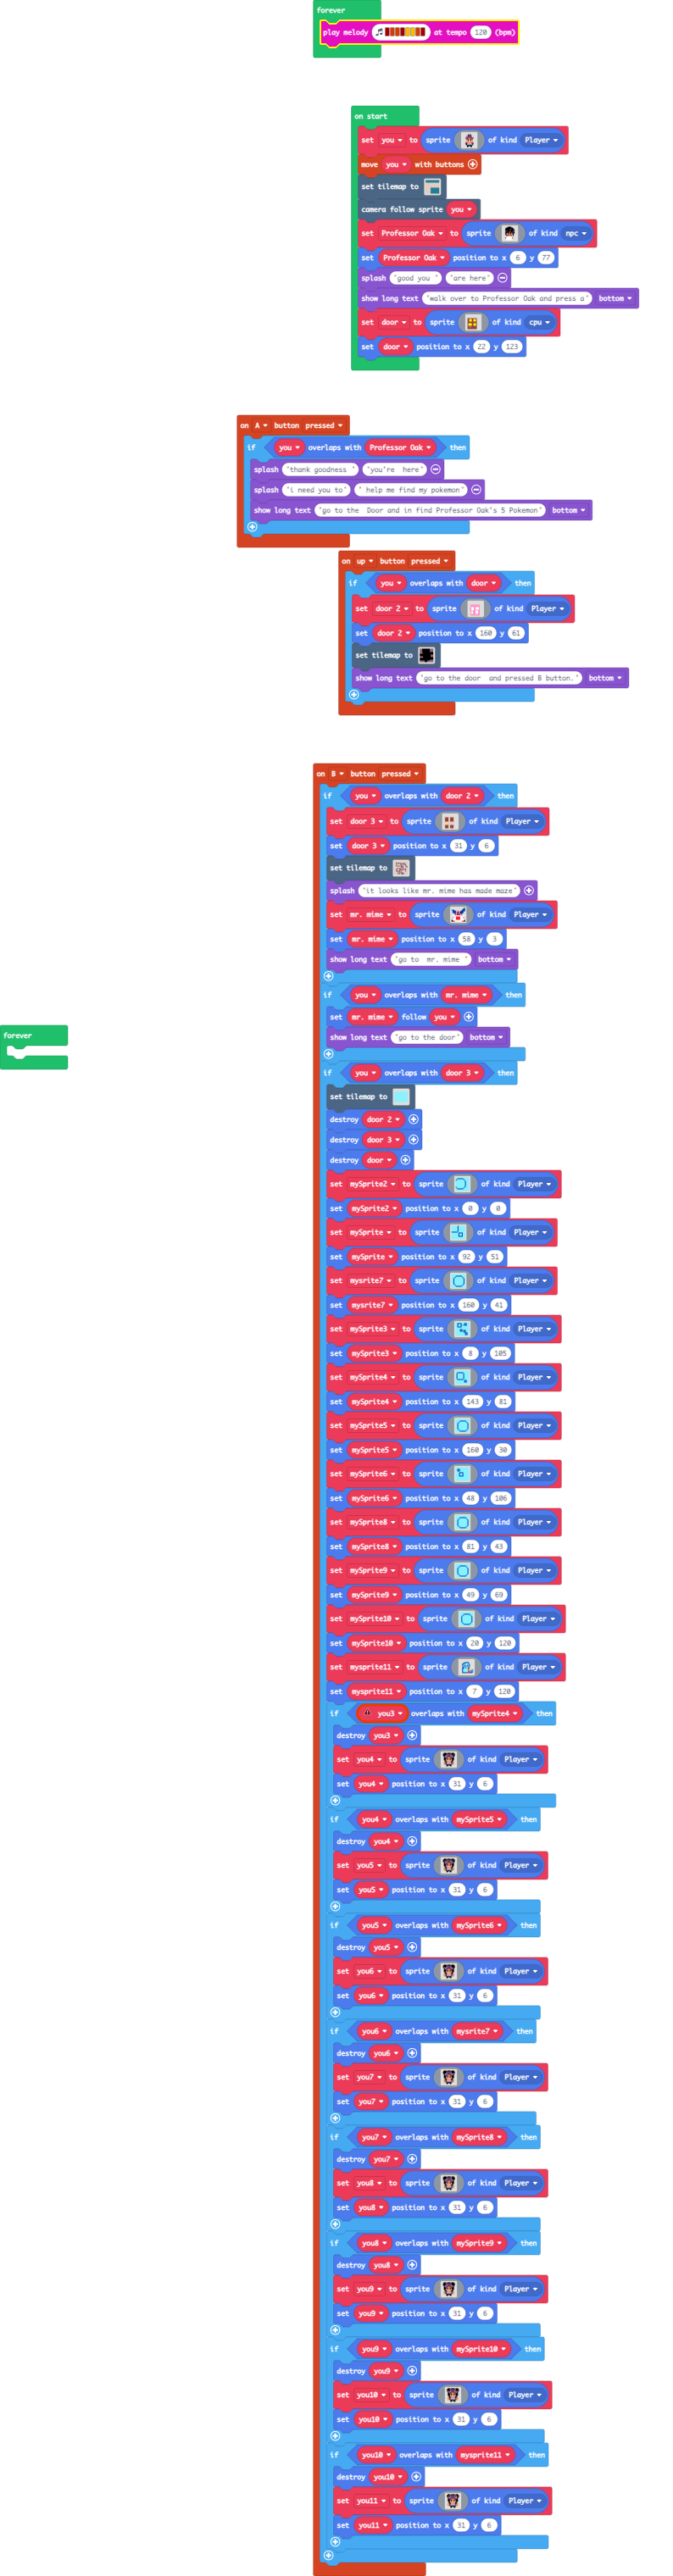 forever
play melody at tempo 120 (bpm)
on start
set you to sprite of kind Player
move you with buttons
set tilemap to
camera follow sprite you
set Professor Oak to sprite of kind npc
set Professor Oak position to x 6 y 77
splash "good you " "are here"
show long text "walk over to Professor Oak and press a" bottom
set door to sprite of kind cpu
set door position to x 22 y 123
on A button pressed
if you overlaps with Professor Oak then
splash "thank goodness " "you're  here"
splash "i need you to" " help me find my pokemon"
show long text "go to the  Door and in find Professor Oak's 5 Pokemon" bottom
on up button pressed
if you overlaps with door then
set door 2 to sprite of kind Player
set door 2 position to x 160 y 61
set tilemap to
show long text "go to the door  and pressed B button." bottom
on B button pressed
if you overlaps with door 2 then
set door 3 to sprite of kind Player
set door 3 position to x 31 y 6
set tilemap to
splash "it looks like mr. mime has made maze"
set mr. mime to sprite of kind Player
set mr. mime position to x 58 y 3
show long text "go to  mr. mime " bottom
if you overlaps with mr. mime then
set mr. mime follow you
show long text "go to the door" bottom
forever
if you overlaps with door 3 then
set tilemap to
destroy door 2
destroy door 3
destroy door
set mySprite2 to sprite of kind Player
set mySprite2 position to x 0 y 0
set mySprite to sprite of kind Player
set mySprite position to x 92 y 51
set mysrite7 to sprite of kind Player
set mysrite7 position to x 160 y 41
set mySprite3 to sprite of kind Player
set mySprite3 position to x 8 y 105
set mySprite4 to sprite of kind Player
set mySprite4 position to x 143 y 81
set mySprite5 to sprite of kind Player
set mySprite5 position to x 160 y 30
set mySprite6 to sprite of kind Player
set mySprite6 position to x 48 y 106
set mySprite8 to sprite of kind Player
set mySprite8 position to x 81 y 43
set mySprite9 to sprite of kind Player
set mySprite9 position to x 49 y 69
set mySprite10 to sprite of kind Player
set mySprite10 position to x 20 y 120
set mysprite11 to sprite of kind Player
set mysprite11 position to x 7 y 120
if you3 overlaps with mySprite4 then
destroy you3
set you4 to sprite of kind Player
set you4 position to x 31 y 6
if you4 overlaps with mySprite5 then
destroy you4
set you5 to sprite of kind Player
set you5 position to x 31 y 6
if you5 overlaps with mySprite6 then
destroy you5
set you6 to sprite of kind Player
set you6 position to x 31 y 6
if you6 overlaps with mysrite7 then
destroy you6
set you7 to sprite of kind Player
set you7 position to x 31 y 6
if you7 overlaps with mySprite8 then
destroy you7
set you8 to sprite of kind Player
set you8 position to x 31 y 6
if you8 overlaps with mySprite9 then
destroy you8
set you9 to sprite of kind Player
set you9 position to x 31 y 6
if you9 overlaps with mySprite10 then
destroy you9
set you10 to sprite of kind Player
set you10 position to x 31 y 6
if you10 overlaps with mysprite11 then
destroy you10
set you11 to sprite of kind Player
set you11 position to x 31 y 6